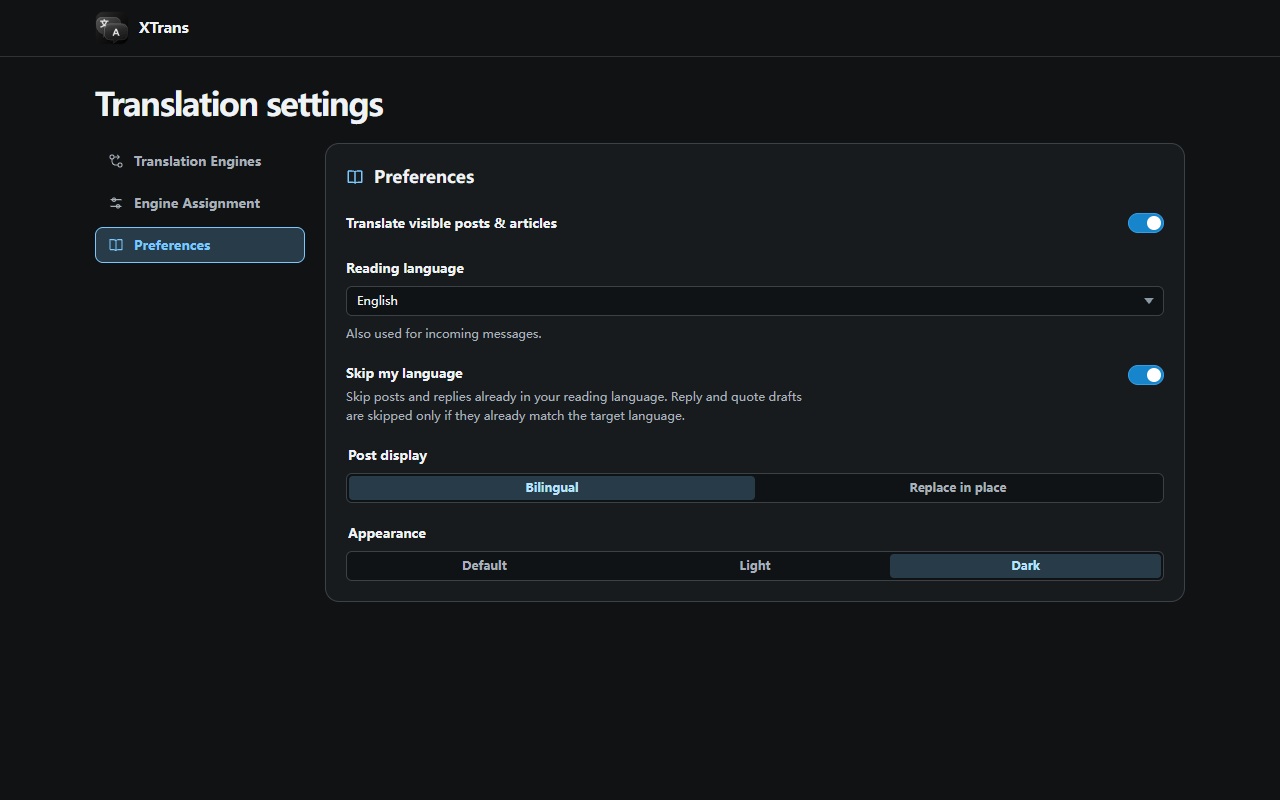 文 A XTrans
Translation settings
Translation Engines
Engine Assignment
Preferences
Preferences
Translate visible posts & articles
Reading language
English
Also used for incoming messages.
Skip my language
Skip posts and replies already in your reading language. Reply and quote drafts
are skipped only if they already match the target language.
Post display
Bilingual
Replace in place
Appearance
Default
Light
Dark